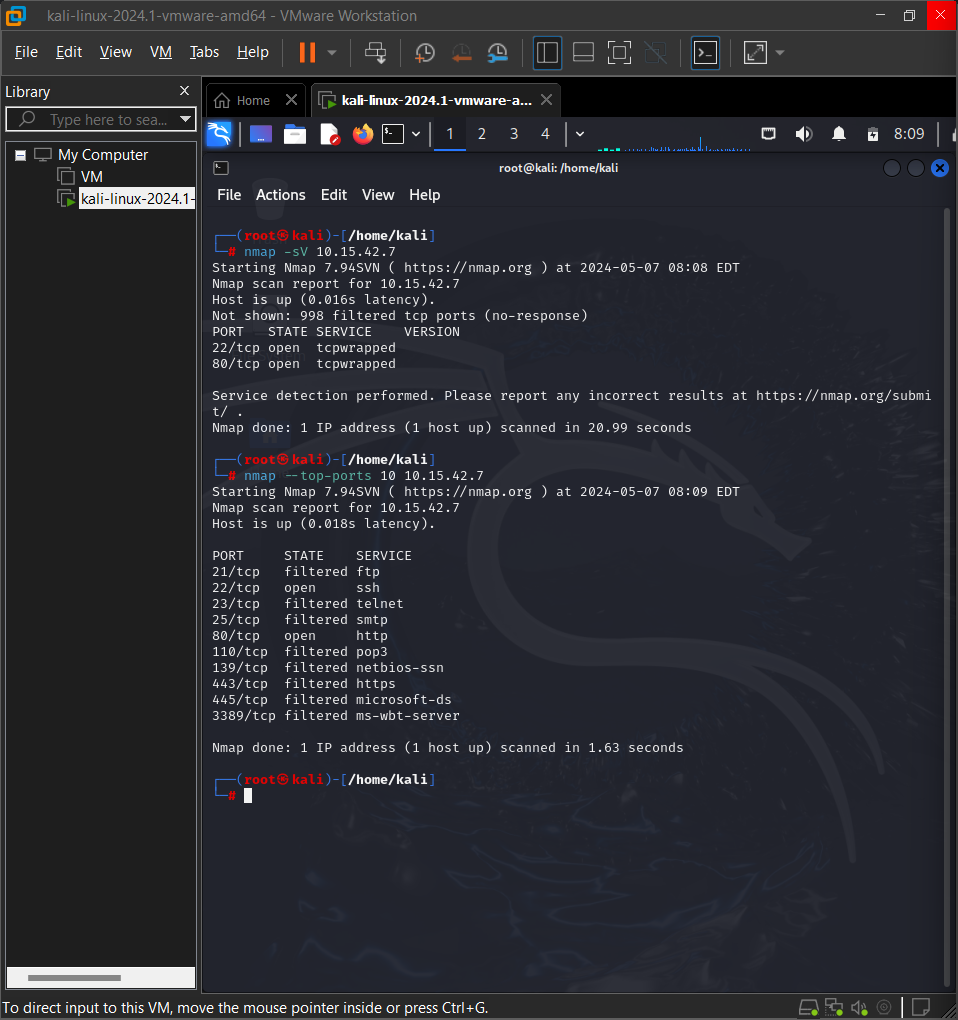 kali-linux-2024.1-vmware-amd64 - VMware Workstation
File Edit View VM Tabs Help
Library
Type here to sea...
My Computer
VM
kali-linux-2024.1-
Home
kali-linux-2024.1-vmware-a...
1 2 3 4
8:09
root@kali: /home/kali
File Actions Edit View Help
┌──(root㉿kali)-[/home/kali]
└─# nmap -sV 10.15.42.7
Starting Nmap 7.94SVN ( https://nmap.org ) at 2024-05-07 08:08 EDT
Nmap scan report for 10.15.42.7
Host is up (0.016s latency).
Not shown: 998 filtered tcp ports (no-response)
PORT   STATE SERVICE    VERSION
22/tcp open  tcpwrapped
80/tcp open  tcpwrapped
Service detection performed. Please report any incorrect results at https://nmap.org/submi
t/ .
Nmap done: 1 IP address (1 host up) scanned in 20.99 seconds
┌──(root㉿kali)-[/home/kali]
└─# nmap --top-ports 10 10.15.42.7
Starting Nmap 7.94SVN ( https://nmap.org ) at 2024-05-07 08:09 EDT
Nmap scan report for 10.15.42.7
Host is up (0.018s latency).
PORT     STATE    SERVICE
21/tcp   filtered ftp
22/tcp   open     ssh
23/tcp   filtered telnet
25/tcp   filtered smtp
80/tcp   open     http
110/tcp  filtered pop3
139/tcp  filtered netbios-ssn
443/tcp  filtered https
445/tcp  filtered microsoft-ds
3389/tcp filtered ms-wbt-server
Nmap done: 1 IP address (1 host up) scanned in 1.63 seconds
┌──(root㉿kali)-[/home/kali]
└─#
To direct input to this VM, move the mouse pointer inside or press Ctrl+G.